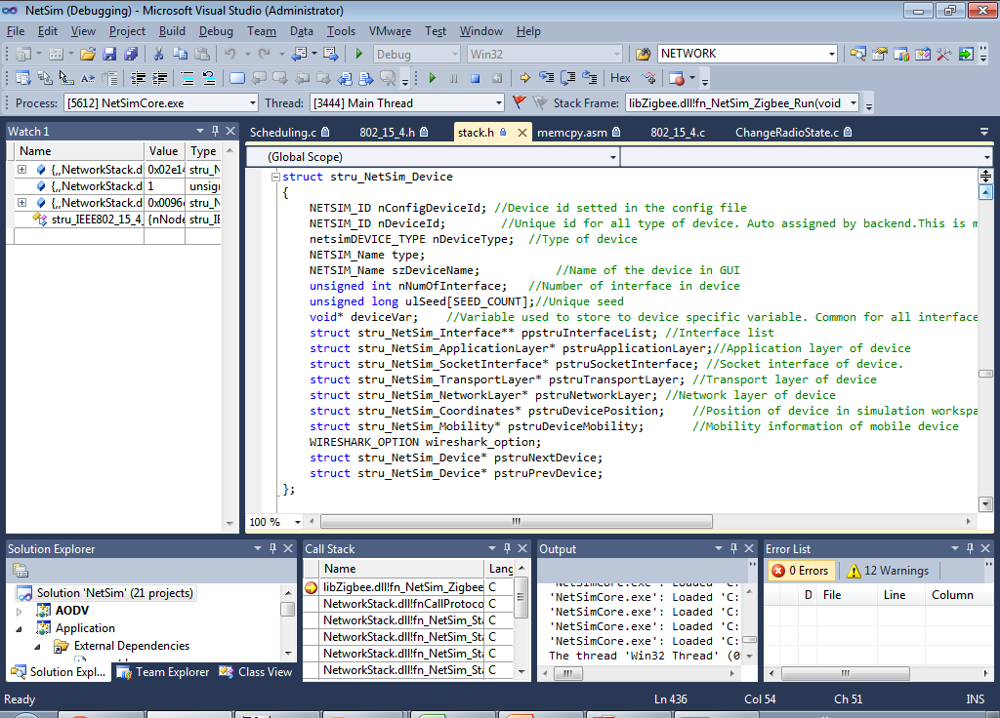 NetSim (Debugging) - Microsoft Visual Studio (Administrator)
File Edit View Project Build Debug Team Data Tools VMware Test Window Help
Debug Win32 NETWORK
Hex
Process: [5612] NetSimCore.exe Thread: [3444] Main Thread Stack Frame: libZigbee.dll!fn_NetSim_Zigbee_Run(void
Watch 1
Name Value Type
{,,NetworkStack.d 0x02e14 stru_N
{,,NetworkStack.d 1 unsig
{,,NetworkStack.d 0x0096 stru_N
stru_IEEE802_15_4_ {nNode stru_IE
Scheduling.c 802_15_4.h stack.h memcpy.asm 802_15_4.c ChangeRadioState.c
(Global Scope)
struct stru_NetSim_Device
{
NETSIM_ID nConfigDeviceId; //Device id setted in the config file
NETSIM_ID nDeviceId; //Unique id for all type of device. Auto assigned by backend.This is m
netsimDEVICE_TYPE nDeviceType; //Type of device
NETSIM_Name type;
NETSIM_Name szDeviceName; //Name of the device in GUI
unsigned int nNumOfInterface; //Number of interface in device
unsigned long ulSeed[SEED_COUNT];//Unique seed
void* deviceVar; //Variable used to store to device specific variable. Common for all interface
struct stru_NetSim_Interface** ppstruInterfaceList; //Interface list
struct stru_NetSim_ApplicationLayer* pstruApplicationLayer;//Application layer of device
struct stru_NetSim_SocketInterface* pstruSocketInterface; //Socket interface of device.
struct stru_NetSim_TransportLayer* pstruTransportLayer; //Transport layer of device
struct stru_NetSim_NetworkLayer* pstruNetworkLayer; //Network layer of device
struct stru_NetSim_Coordinates* pstruDevicePosition; //Position of device in simulation workspa
struct stru_NetSim_Mobility* pstruDeviceMobility; //Mobility information of mobile device
WIRESHARK_OPTION wireshark_option;
struct stru_NetSim_Device* pstruNextDevice;
struct stru_NetSim_Device* pstruPrevDevice;
};
100 %
Solution Explorer
Solution 'NetSim' (21 projects)
AODV
Application
External Dependencies
Solution Expl... Team Explorer Class View
Call Stack
Name Lang
libZigbee.dll!fn_NetSim_Zigbee C
NetworkStack.dll!fnCallProtoco C
NetworkStack.dll!fn_NetSim_Sta C
NetworkStack.dll!fn_NetSim_Sta C
NetworkStack.dll!fn_NetSim_Sta C
NetworkStack.dll!fn_NetSim_Sta C
Output
'NetSimCore.exe': Loaded 'C:
'NetSimCore.exe': Loaded 'C:
'NetSimCore.exe': Loaded 'C:
'NetSimCore.exe': Loaded 'C:
'NetSimCore.exe': Loaded 'C:
The thread 'Win32 Thread' (0
Error List
0 Errors 12 Warnings
D File Line Column
Ready Ln 436 Col 54 Ch 51 INS